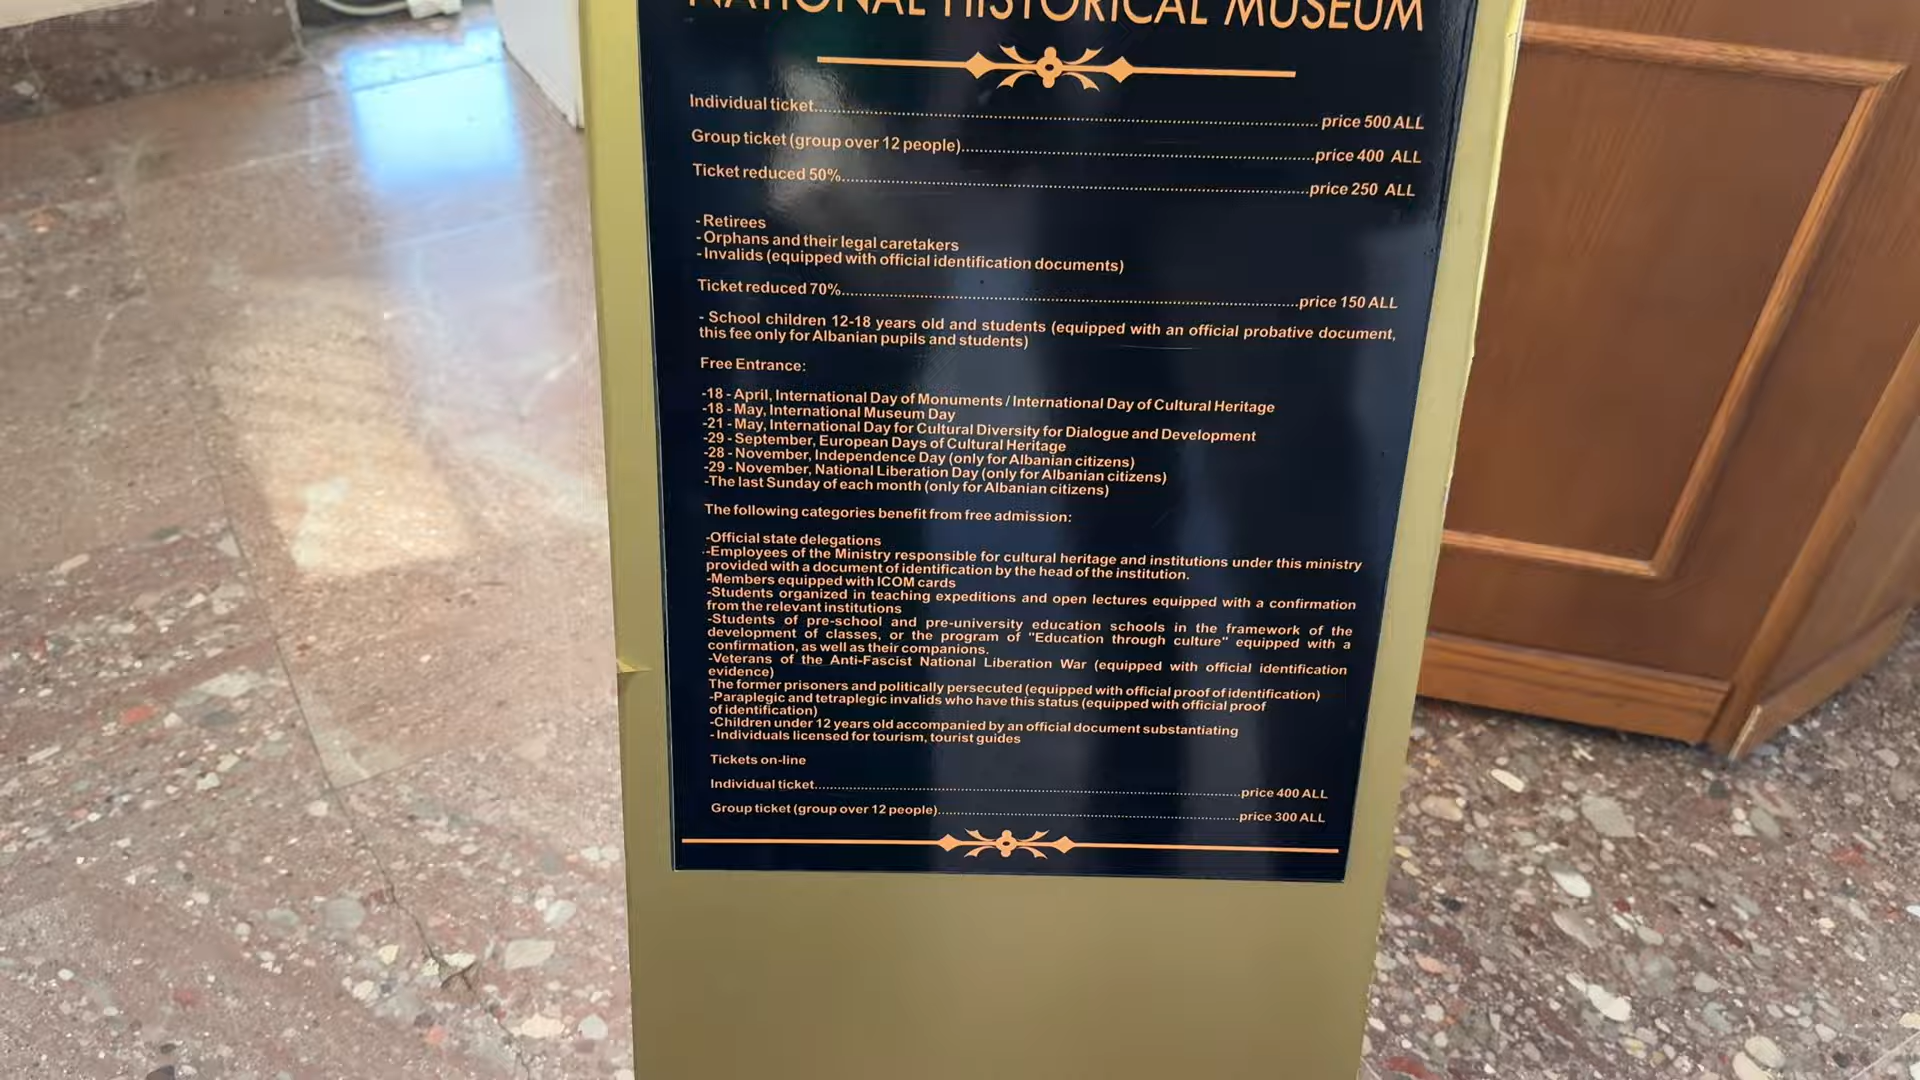 NATIONAL HISTORICAL MUSEUM
Individual ticket.......... price 500 ALL
Group ticket (group over 12 people)..........price 400 ALL
Ticket reduced 50%..........price 250 ALL
- Retirees
- Orphans and their legal caretakers
- Invalids (equipped with official identification documents)
Ticket reduced 70%..........price 150 ALL
- School children 12-18 years old and students (equipped with an official probative document,
this fee only for Albanian pupils and students)
Free Entrance:
-18 - April, International Day of Monuments / International Day of Cultural Heritage
-18 - May, International Museum Day
-21 - May, International Day for Cultural Diversity for Dialogue and Development
-29 - September, European Days of Cultural Heritage
-28 - November, Independence Day (only for Albanian citizens)
-29 - November, National Liberation Day (only for Albanian citizens)
-The last Sunday of each month (only for Albanian citizens)
The following categories benefit from free admission:
-Official state delegations
-Employees of the Ministry responsible for cultural heritage and institutions under this ministry
provided with a document of identification by the head of the institution.
-Members equipped with ICOM cards
-Students organized in teaching expeditions and open lectures equipped with a confirmation
from the relevant institutions
-Students of pre-school and pre-university education schools in the framework of the
development of classes, or the program of "Education through culture" equipped with a
confirmation, as well as their companions.
-Veterans of the Anti-Fascist National Liberation War (equipped with official identification
evidence)
The former prisoners and politically persecuted (equipped with official proof of identification)
-Paraplegic and tetraplegic invalids who have this status (equipped with official proof
of identification)
-Children under 12 years old accompanied by an official document substantiating
- Individuals licensed for tourism, tourist guides
Tickets on-line
Individual ticket..........price 400 ALL
Group ticket (group over 12 people)..........price 300 ALL